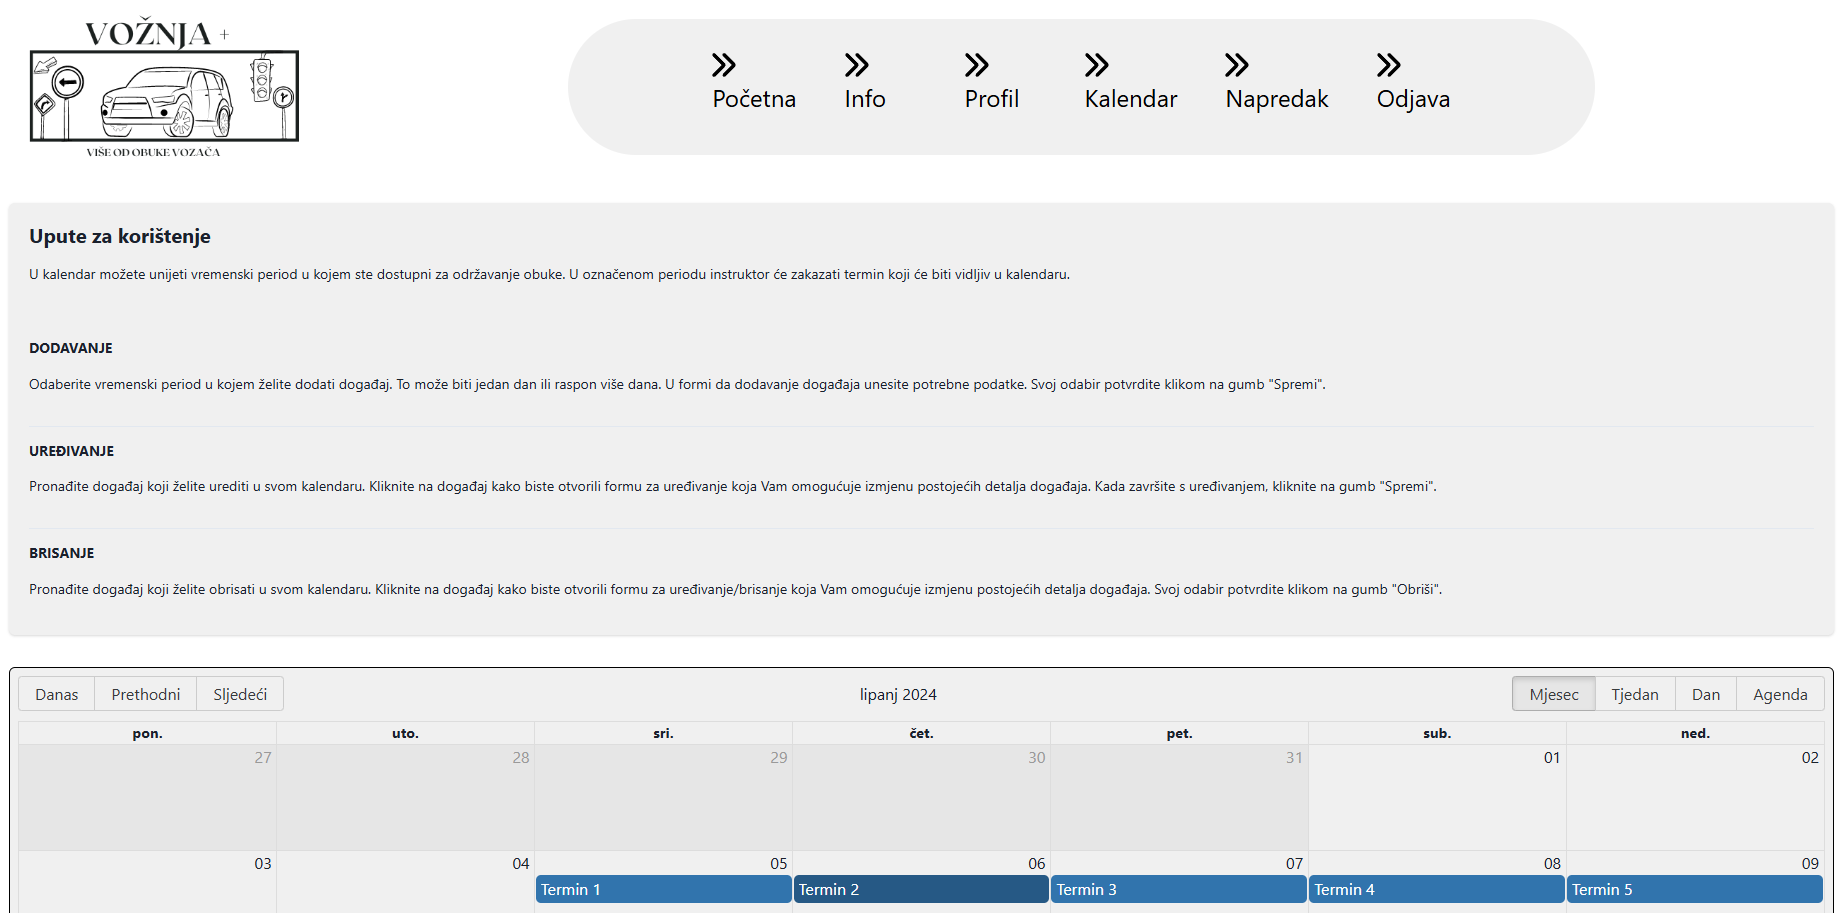 VOŽNJA +
VIŠE OD OBUKE VOZAČA
Početna Info Profil Kalendar Napredak Odjava
Upute za korištenje
U kalendar možete unijeti vremenski period u kojem ste dostupni za održavanje obuke. U označenom periodu instruktor će zakazati termin koji će biti vidljiv u kalendaru.
DODAVANJE
Odaberite vremenski period u kojem želite dodati događaj. To može biti jedan dan ili raspon više dana. U formi da dodavanje događaja unesite potrebne podatke. Svoj odabir potvrdite klikom na gumb "Spremi".
UREĐIVANJE
Pronađite događaj koji želite urediti u svom kalendaru. Kliknite na događaj kako biste otvorili formu za uređivanje koja Vam omogućuje izmjenu postojećih detalja događaja. Kada završite s uređivanjem, kliknite na gumb "Spremi".
BRISANJE
Pronađite događaj koji želite obrisati u svom kalendaru. Kliknite na događaj kako biste otvorili formu za uređivanje/brisanje koja Vam omogućuje izmjenu postojećih detalja događaja. Svoj odabir potvrdite klikom na gumb "Obriši".
Danas Prethodni Sljedeći lipanj 2024 Mjesec Tjedan Dan Agenda
pon. uto. sri. čet. pet. sub. ned.
27 28 29 30 31 01 02
03 04 05 06 07 08 09
Termin 1 Termin 2 Termin 3 Termin 4 Termin 5